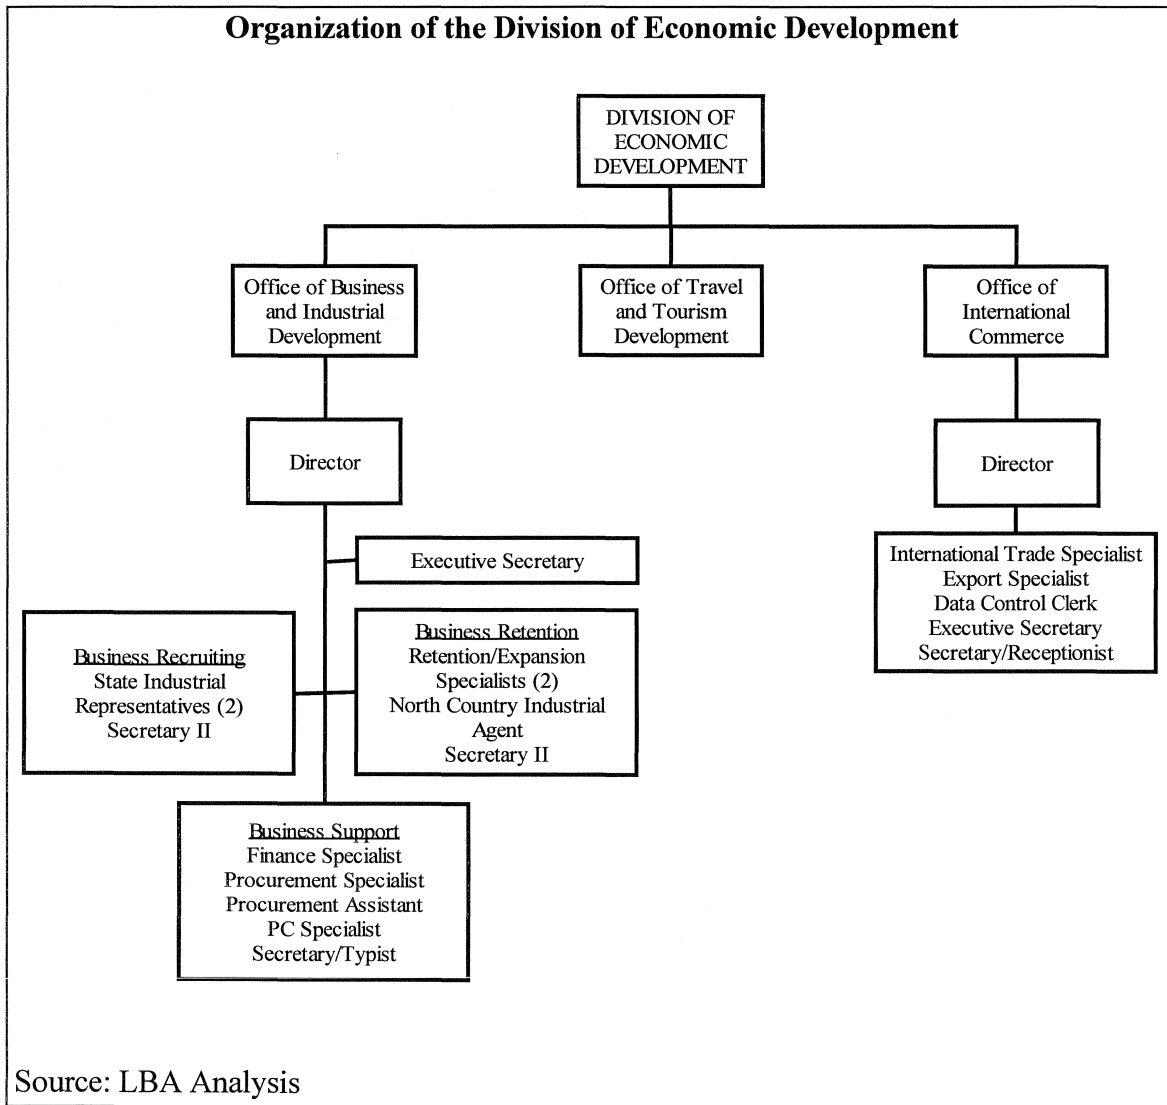 Organization of the Division of Economic Development
DIVISION OF
ECONOMIC
DEVELOPMENT
Office of Business
and Industrial
Development
Office of Travel
and Tourism
Development
Office of
International
Commerce
Director
Director
Executive Secretary
International Trade Specialist
Export Specialist
Data Control Clerk
Executive Secretary
Secretary/Receptionist
Business Recruiting
State Industrial
Representatives (2)
Secretary II
Business Retention
Retention/Expansion
Specialists (2)
North Country Industrial
Agent
Secretary II
Business Support
Finance Specialist
Procurement Specialist
Procurement Assistant
PC Specialist
Secretary/Typist
Source: LBA Analysis